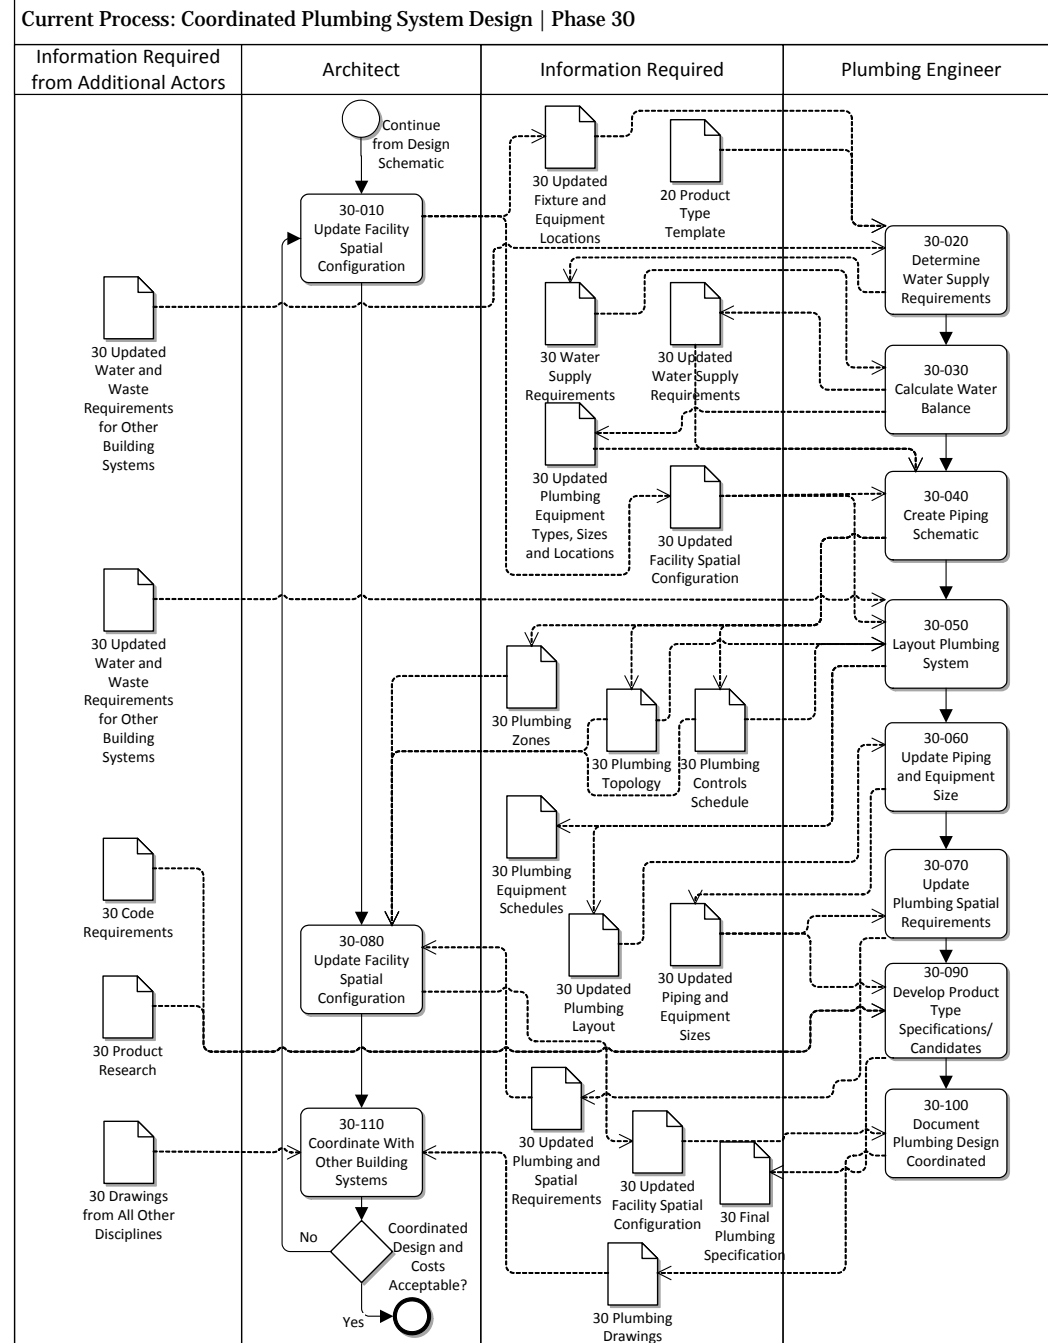 Current Process: Coordinated Plumbing System Design | Phase 30
Information Required
from Additional Actors
Architect
Information Required
Plumbing Engineer
Continue
from Design
Schematic
30-010
Update Facility
Spatial
Configuration
30 Updated
Fixture and
Equipment
Locations
20 Product
Type
Template
30-020
Determine
Water Supply
Requirements
30 Updated
Water and
Waste
Requirements
for Other
Building
Systems
30 Water
Supply
Requirements
30 Updated
Water Supply
Requirements
30-030
Calculate Water
Balance
30 Updated
Plumbing
Equipment
Types, Sizes
and Locations
30 Updated
Facility Spatial
Configuration
30-040
Create Piping
Schematic
30 Updated
Water and
Waste
Requirements
for Other
Building
Systems
30-050
Layout Plumbing
System
30 Plumbing
Zones
30 Plumbing
Topology
30 Plumbing
Controls
Schedule
30-060
Update Piping
and Equipment
Size
30 Plumbing
Equipment
Schedules
30-070
Update
Plumbing Spatial
Requirements
30 Code
Requirements
30-080
Update Facility
Spatial
Configuration
30 Updated
Plumbing
Layout
30 Updated
Piping and
Equipment
Sizes
30-090
Develop Product
Type
Specifications/
Candidates
30 Product
Research
30-110
Coordinate With
Other Building
Systems
30 Updated
Plumbing and
Spatial
Requirements
30 Updated
Facility Spatial
Configuration
30 Final
Plumbing
Specification
30-100
Document
Plumbing Design
Coordinated
30 Drawings
from All Other
Disciplines
No
Coordinated
Design and
Costs
Acceptable?
Yes
30 Plumbing
Drawings